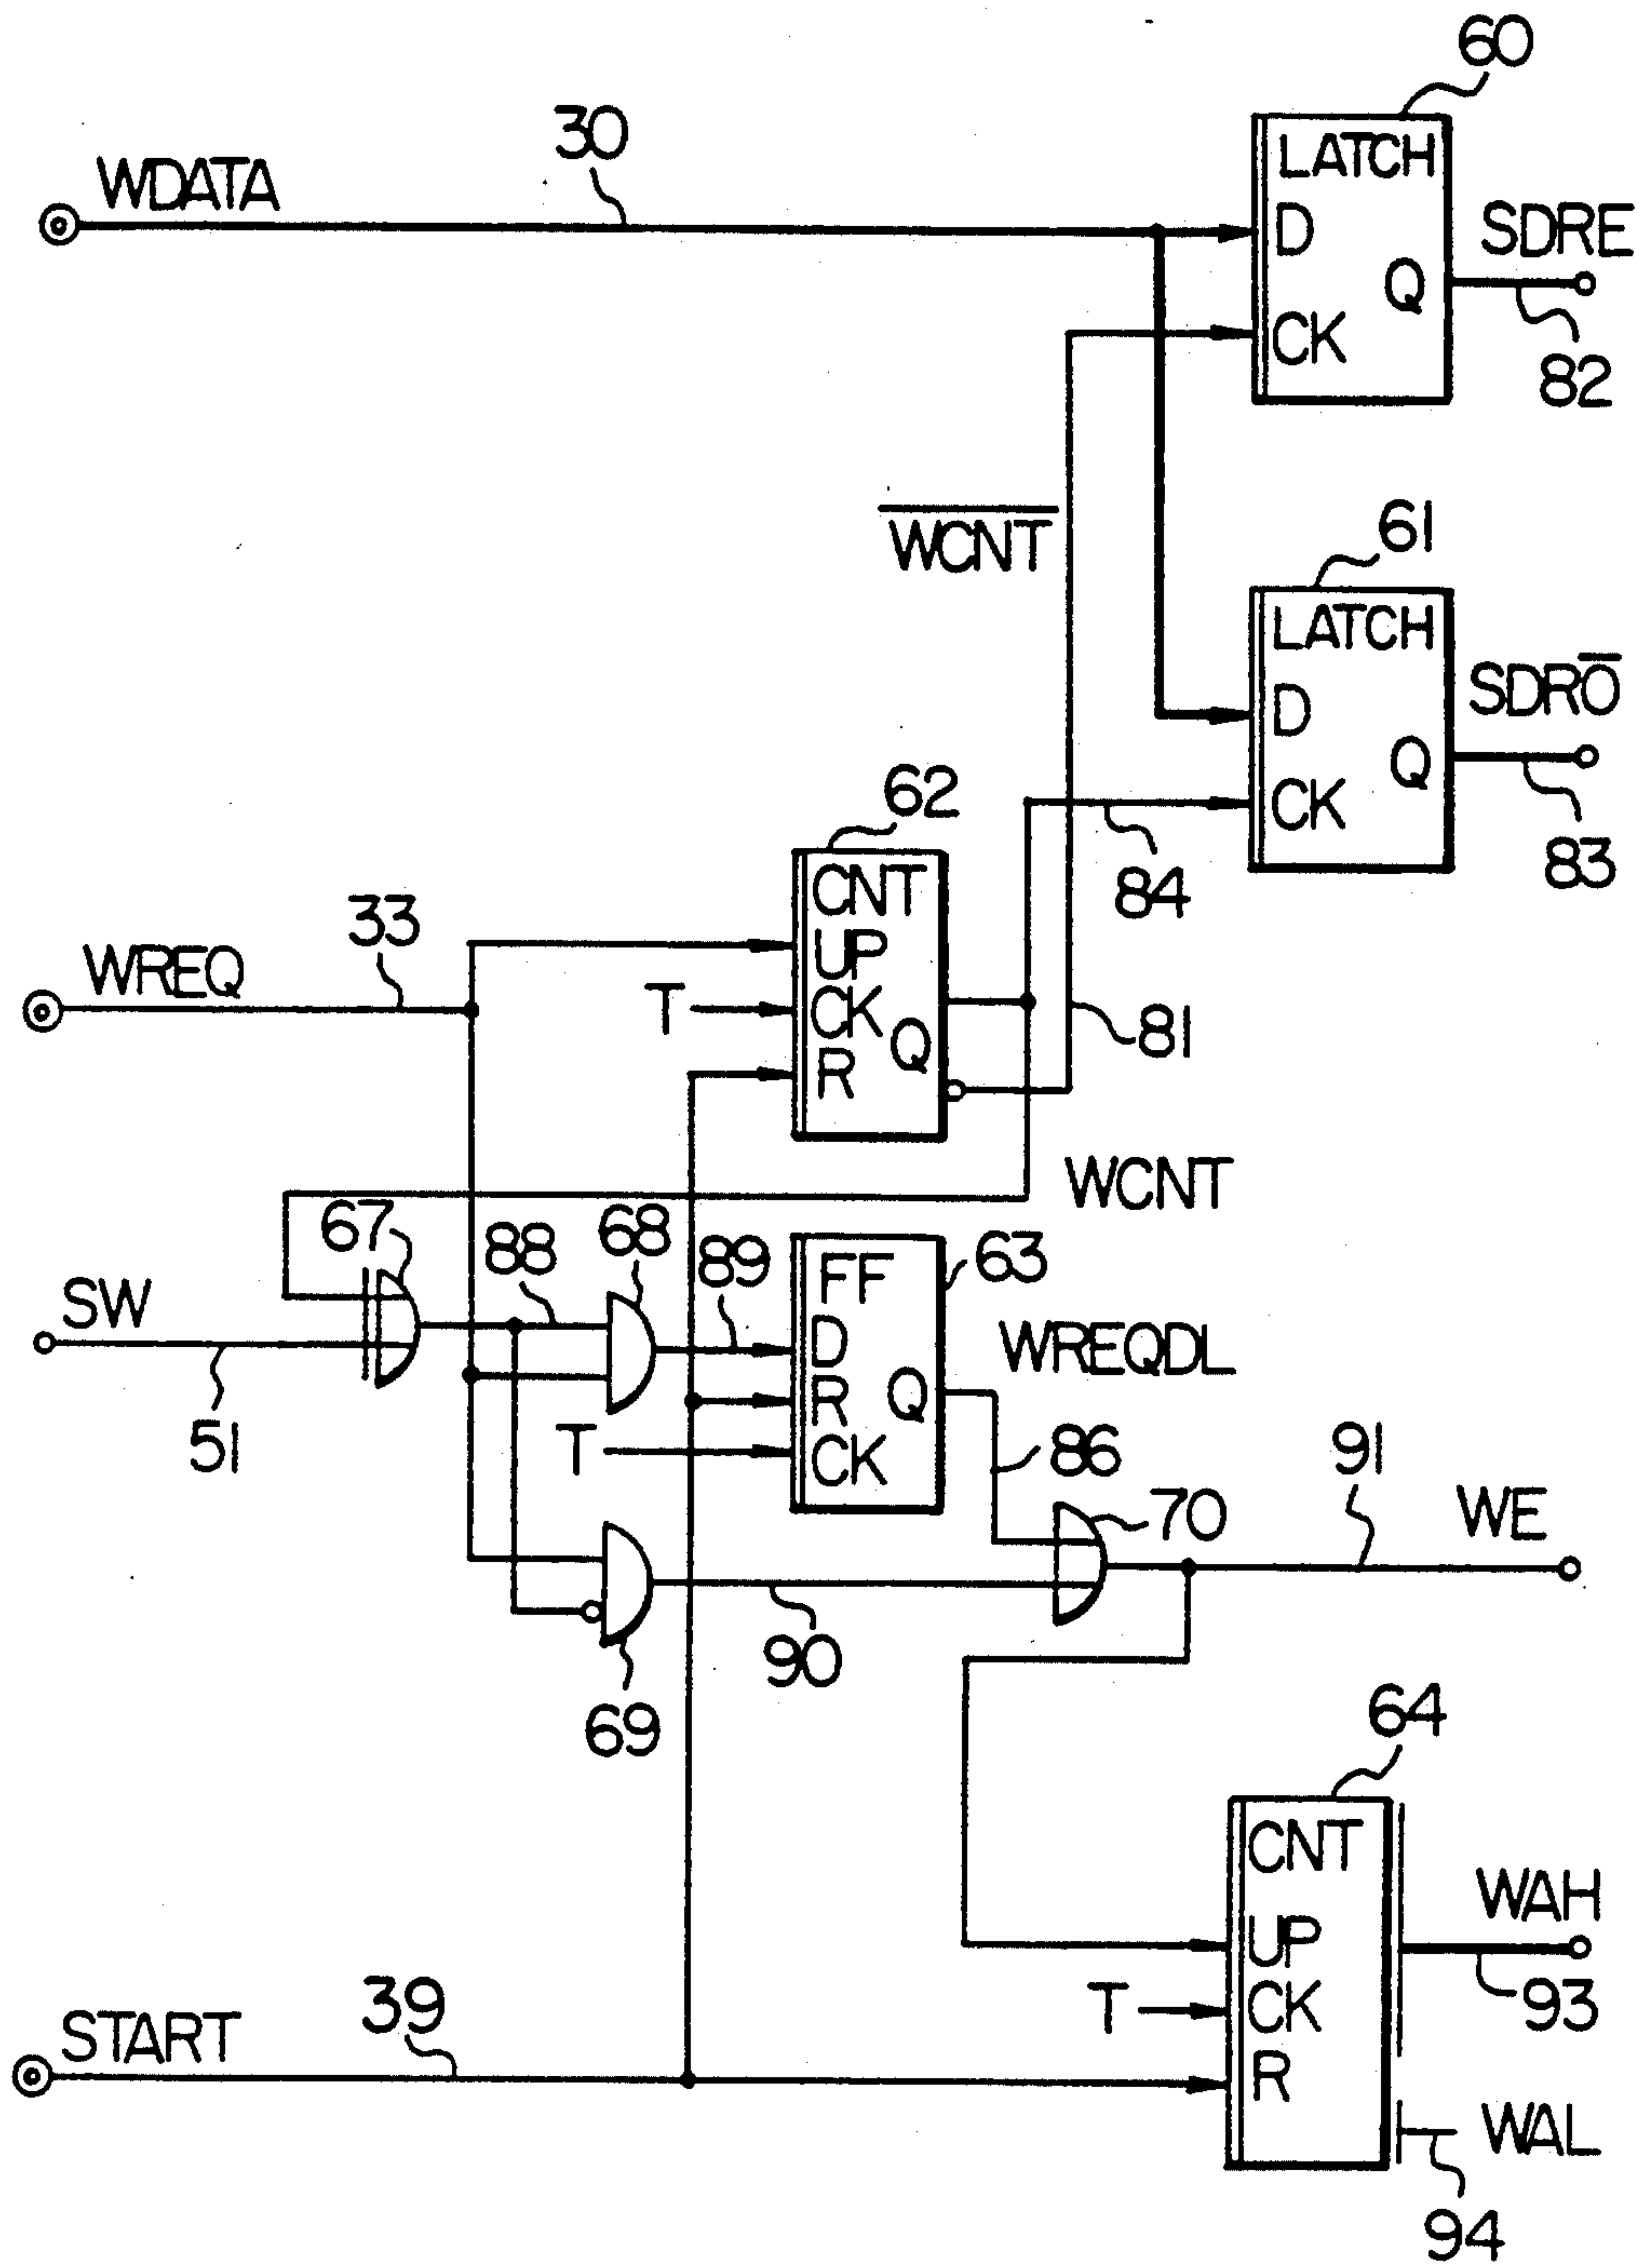 60
30
WDATA
LATCH
D
SDRE
Q
CK
82
W̅C̅N̅T̅
61
LATCH
D
SDRO̅
Q
CK
62
84
83
CNT
33
UP
WREQ
T
CK
Q
81
R
WCNT
67
88
68
89
63
FF
SW
D
WREQDL
R
Q
51
T
CK
86
91
70
WE
90
69
64
CNT
WAH
UP
39
T
CK
93
START
R
WAL
94